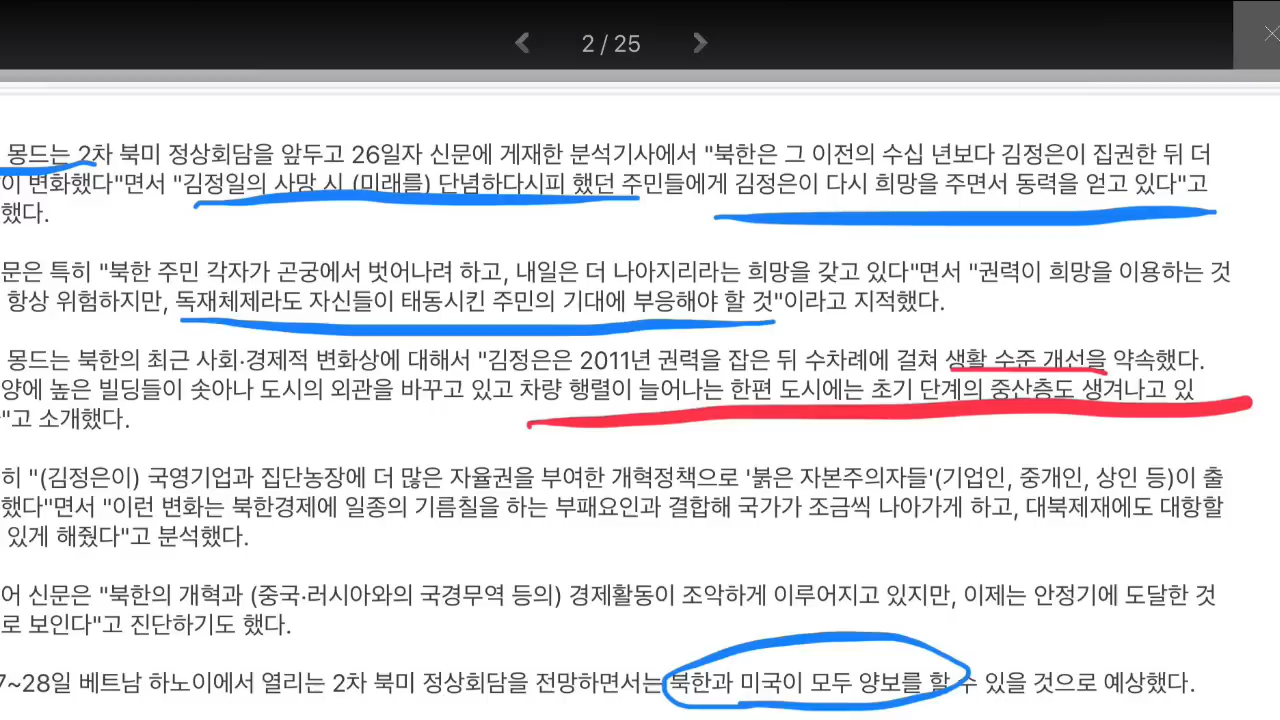 2 / 25
몽드는 2차 북미 정상회담을 앞두고 26일자 신문에 게재한 분석기사에서 "북한은 그 이전의 수십 년보다 김정은이 집권한 뒤 더
이 변화했다"면서 "김정일의 사망 시 (미래를) 단념하다시피 했던 주민들에게 김정은이 다시 희망을 주면서 동력을 얻고 있다"고
했다.
문은 특히 "북한 주민 각자가 곤궁에서 벗어나려 하고, 내일은 더 나아지리라는 희망을 갖고 있다"면서 "권력이 희망을 이용하는 것
항상 위험하지만, 독재체제라도 자신들이 태동시킨 주민의 기대에 부응해야 할 것"이라고 지적했다.
몽드는 북한의 최근 사회·경제적 변화상에 대해서 "김정은은 2011년 권력을 잡은 뒤 수차례에 걸쳐 생활 수준 개선을 약속했다.
양에 높은 빌딩들이 솟아나 도시의 외관을 바꾸고 있고 차량 행렬이 늘어나는 한편 도시에는 초기 단계의 중산층도 생겨나고 있
"고 소개했다.
히 "(김정은이) 국영기업과 집단농장에 더 많은 자율권을 부여한 개혁정책으로 '붉은 자본주의자들'(기업인, 중개인, 상인 등)이 출
했다"면서 "이런 변화는 북한경제에 일종의 기름칠을 하는 부패요인과 결합해 국가가 조금씩 나아가게 하고, 대북제재에도 대항할
있게 해줬다"고 분석했다.
어 신문은 "북한의 개혁과 (중국·러시아와의 국경무역 등의) 경제활동이 조악하게 이루어지고 있지만, 이제는 안정기에 도달한 것
로 보인다"고 진단하기도 했다.
7~28일 베트남 하노이에서 열리는 2차 북미 정상회담을 전망하면서는 북한과 미국이 모두 양보를 할 수 있을 것으로 예상했다.